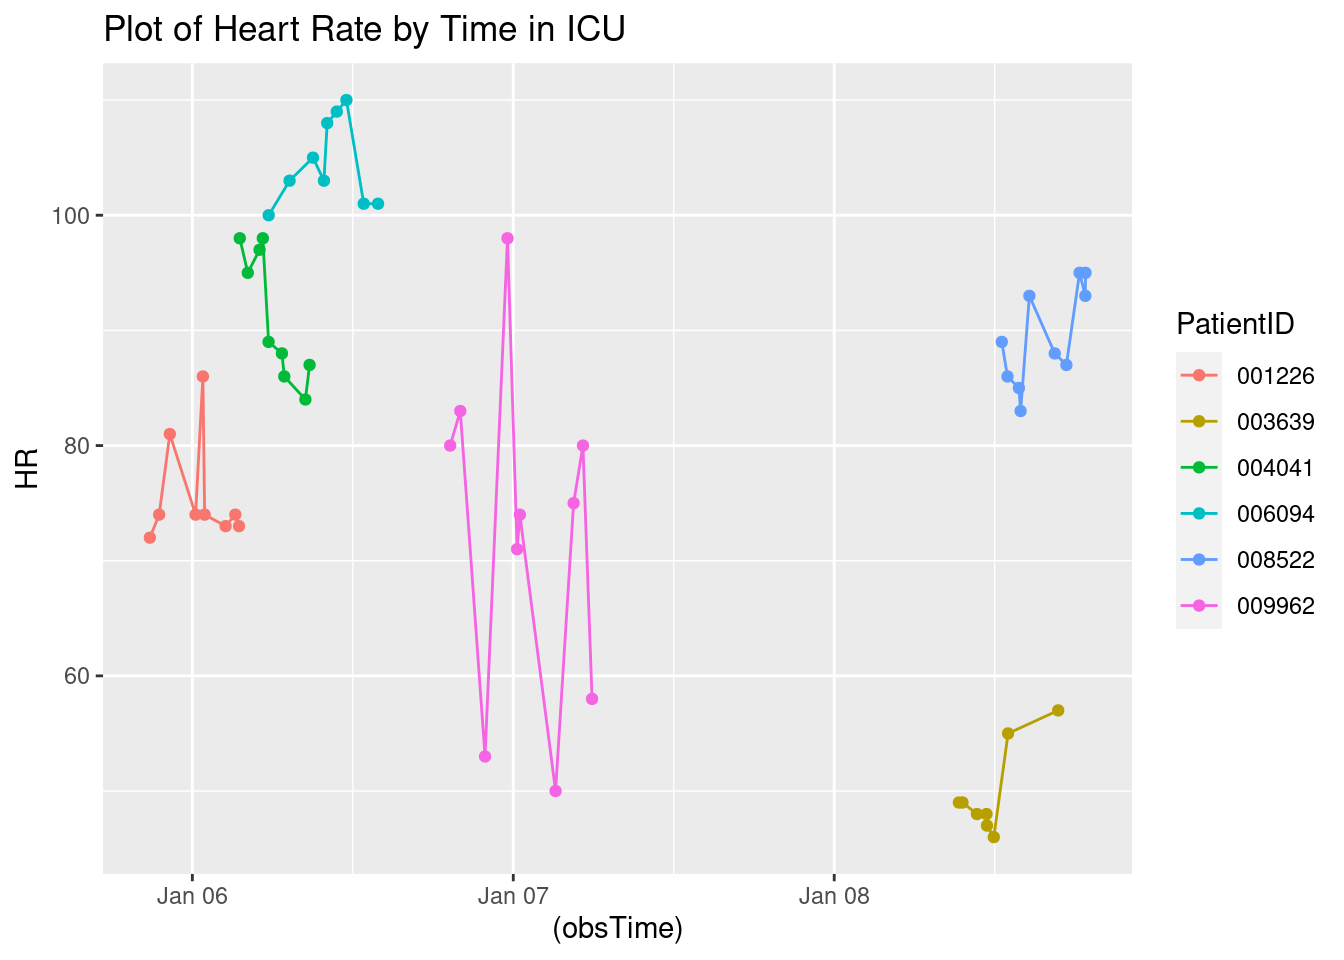 Plot of Heart Rate by Time in ICU
HR
100
80
60
Jan 06
Jan 07
Jan 08
(obsTime)
PatientID
001226
003639
004041
006094
008522
009962